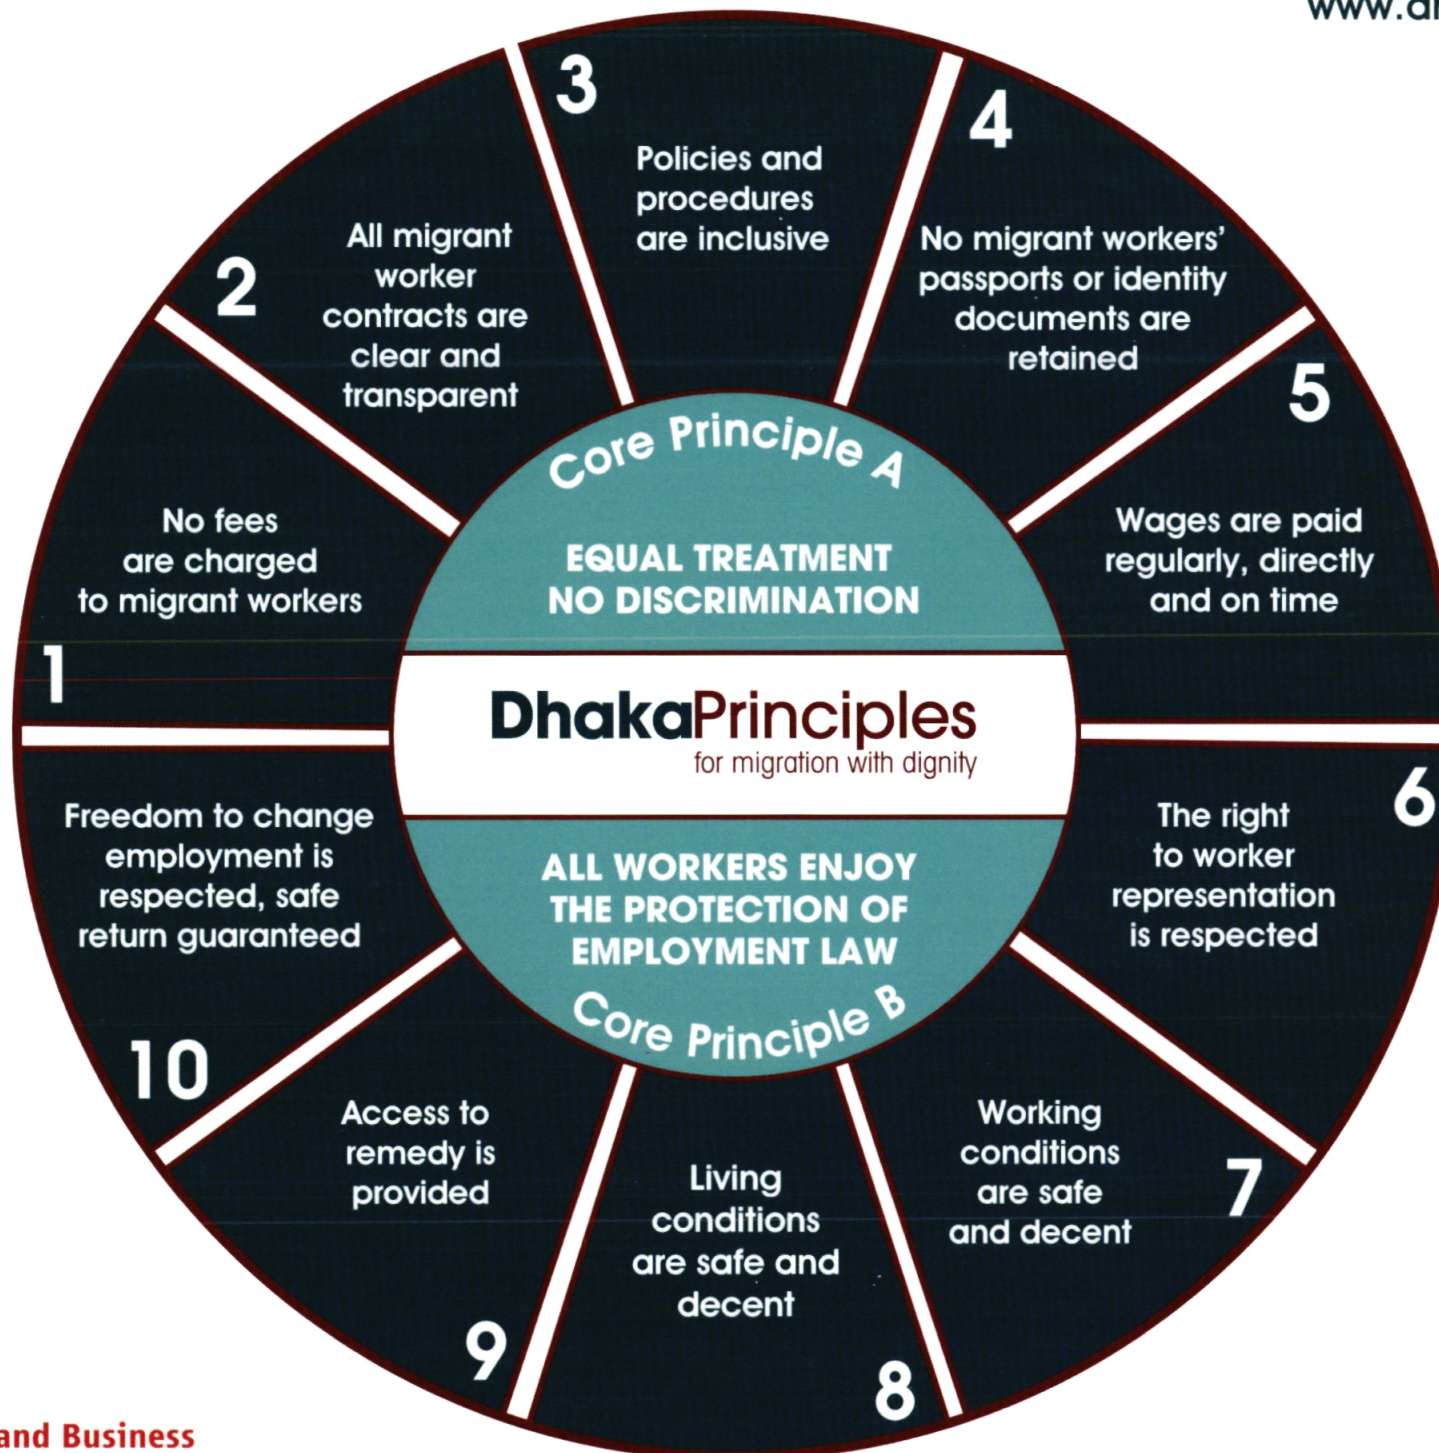 1
No fees
are charged
to migrant workers
2
All migrant
worker
contracts are
clear and
transparent
3
Policies and
procedures
are inclusive
4
No migrant workers'
passports or identity
documents are
retained
5
Wages are paid
regularly, directly
and on time
6
The right
to worker
representation
is respected
7
Working
conditions
are safe
and decent
8
Living
conditions
are safe and
decent
9
Access to
remedy is
provided
10
Freedom to change
employment is
respected, safe
return guaranteed
Core Principle A
EQUAL TREATMENT
NO DISCRIMINATION
DhakaPrinciples
for migration with dignity
ALL WORKERS ENJOY
THE PROTECTION OF
EMPLOYMENT LAW
Core Principle B
and Business